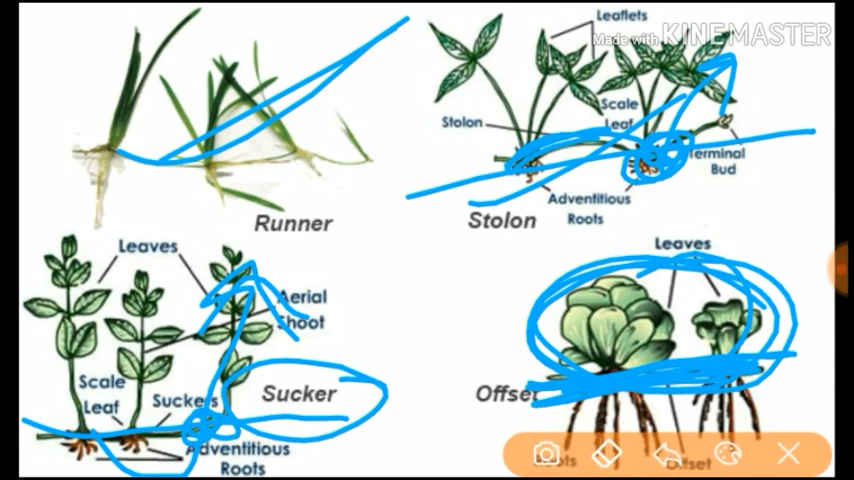 Made with KINEMASTER
Leaflets
Stolon
Scale
Leaf
Terminal
Bud
Adventitious
Roots
Runner
Stolon
Leaves
Aerial
Shoot
Scale
Leaf
Suckers
Sucker
Adventitious
Roots
Leaves
Offset
Roots
Offset